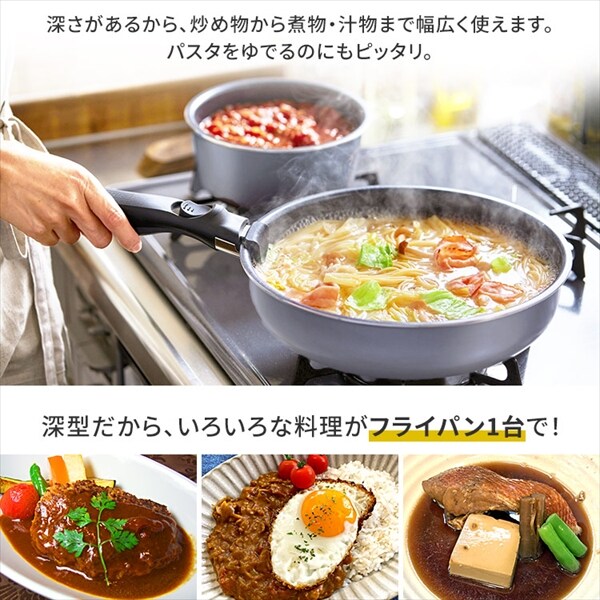 深さがあるから、炒め物から煮物・汁物まで幅広く使えます。
パスタをゆでるのにもピッタリ。
深型だから、いろいろな料理がフライパン1台で!